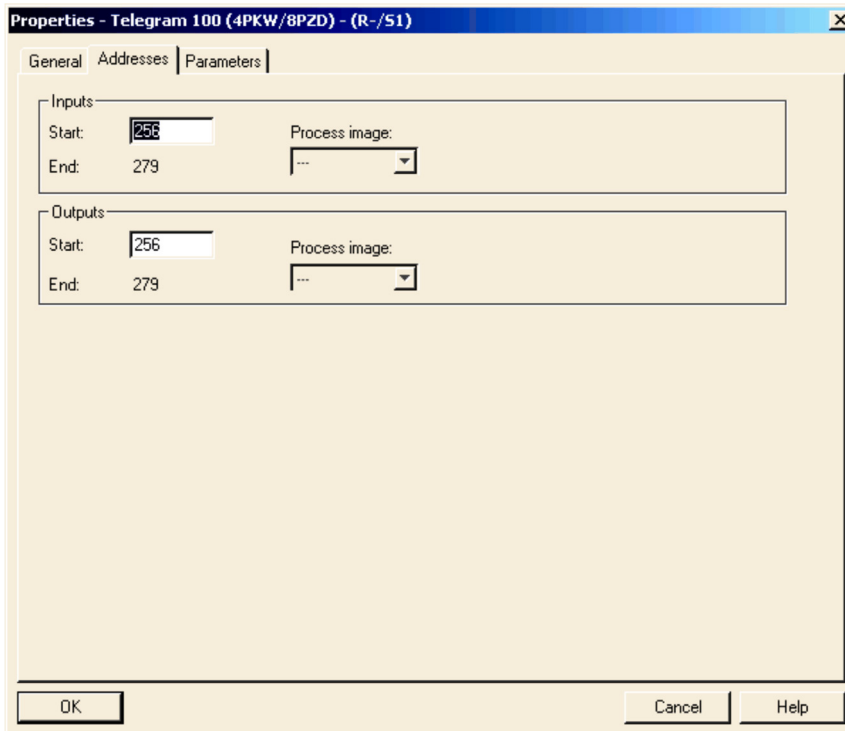 Properties - Telegram 100 (4PKW/8PZD) - (R-/S1)
General Addresses Parameters
Inputs
Start: 256 Process image:
End: 279 ---
Outputs
Start: 256 Process image:
End: 279 ---
OK Cancel Help